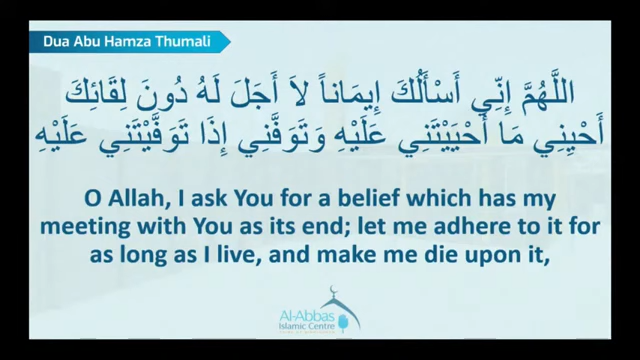 Dua Abu Hamza Thumali
اللَّهُمَّ إِنِّي أَسْأَلُكَ إِيمَاناً لاَ أَجَلَ لَهُ دُونَ لِقَائِكَ
أَحْيِنِي مَا أَحْيَيْتَنِي عَلَيْهِ وَتَوَفَّنِي إِذَا تَوَفَّيْتَنِي عَلَيْهِ
O Allah, I ask You for a belief which has my
meeting with You as its end; let me adhere to it for
as long as I live, and make me die upon it,
Al-Abbas
Islamic Centre